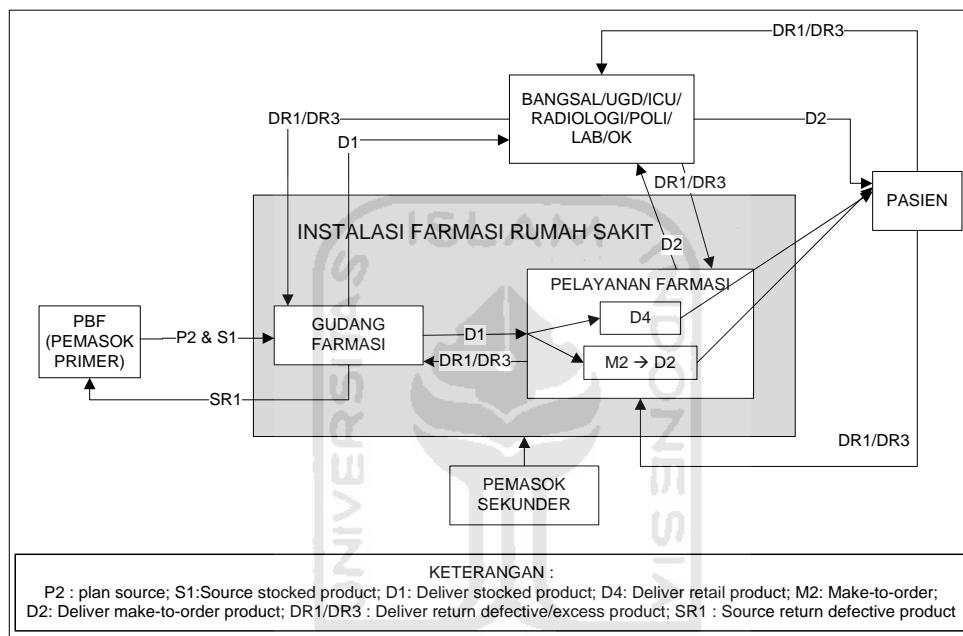 DR1/DR3
BANGSAL/UGD/ICU/
RADIOLOGI/POLI/
LAB/OK
DR1/DR3
D1
D2
DR1/DR3
PASIEN
ISLAM
INSTALASI FARMASI RUMAH SAKIT
D2
PELAYANAN FARMASI
PBF
(PEMASOK
PRIMER)
P2 & S1
GUDANG
FARMASI
D1
D4
DR1/DR3
M2 → D2
SR1
DR1/DR3
PEMASOK
SEKUNDER
UNIVERSITAS
INDONESIA
KETERANGAN :
P2 : plan source; S1:Source stocked product; D1: Deliver stocked product; D4: Deliver retail product; M2: Make-to-order;
D2: Deliver make-to-order product; DR1/DR3 : Deliver return defective/excess product; SR1 : Source return defective product